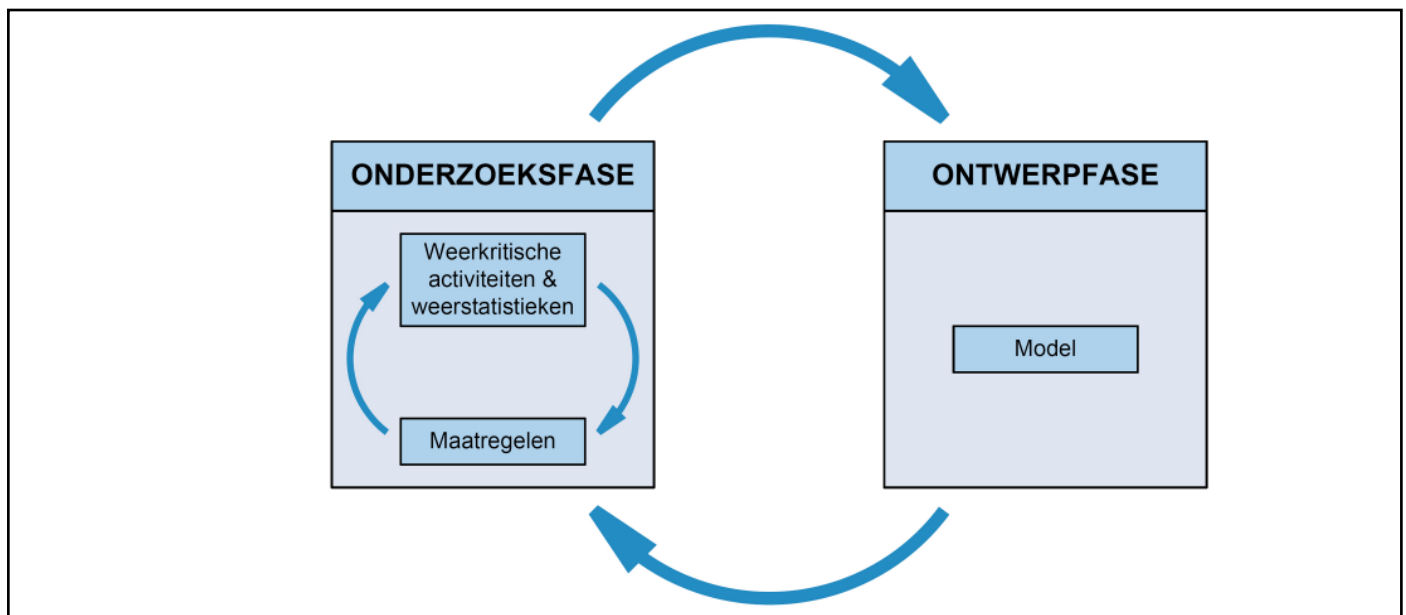 ONDERZOEKSFASE
Weerkritische
activiteiten &
weerstatistieken
Maatregelen
ONTWERPFASE
Model